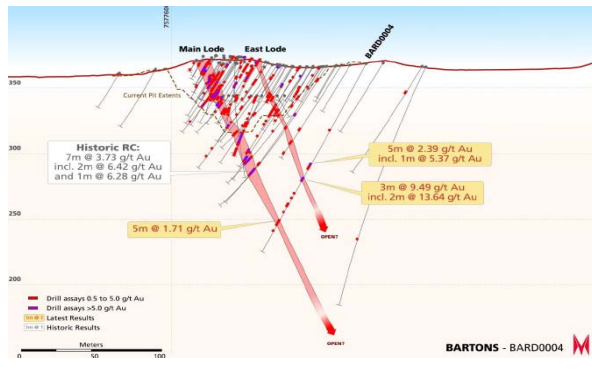 7577600
Main Lode
East Lode
BARD0004
350
300
250
200
Current Pit Extents
Historic RC:
7m @ 3.73 g/t Au
incl. 2m @ 6.42 g/t Au
and 1m @ 6.28 g/t Au
5m @ 2.39 g/t Au
incl. 1m @ 5.37 g/t Au
3m @ 9.49 g/t Au
incl. 2m @ 13.64 g/t Au
5m @ 1.71 g/t Au
OPEN?
OPEN?
Drill assays 0.5 to 5.0 g/t Au
Drill assays >5.0 g/t Au
Latest Results
Historic Results
Meters
0 50 100
BARTONS - BARD0004